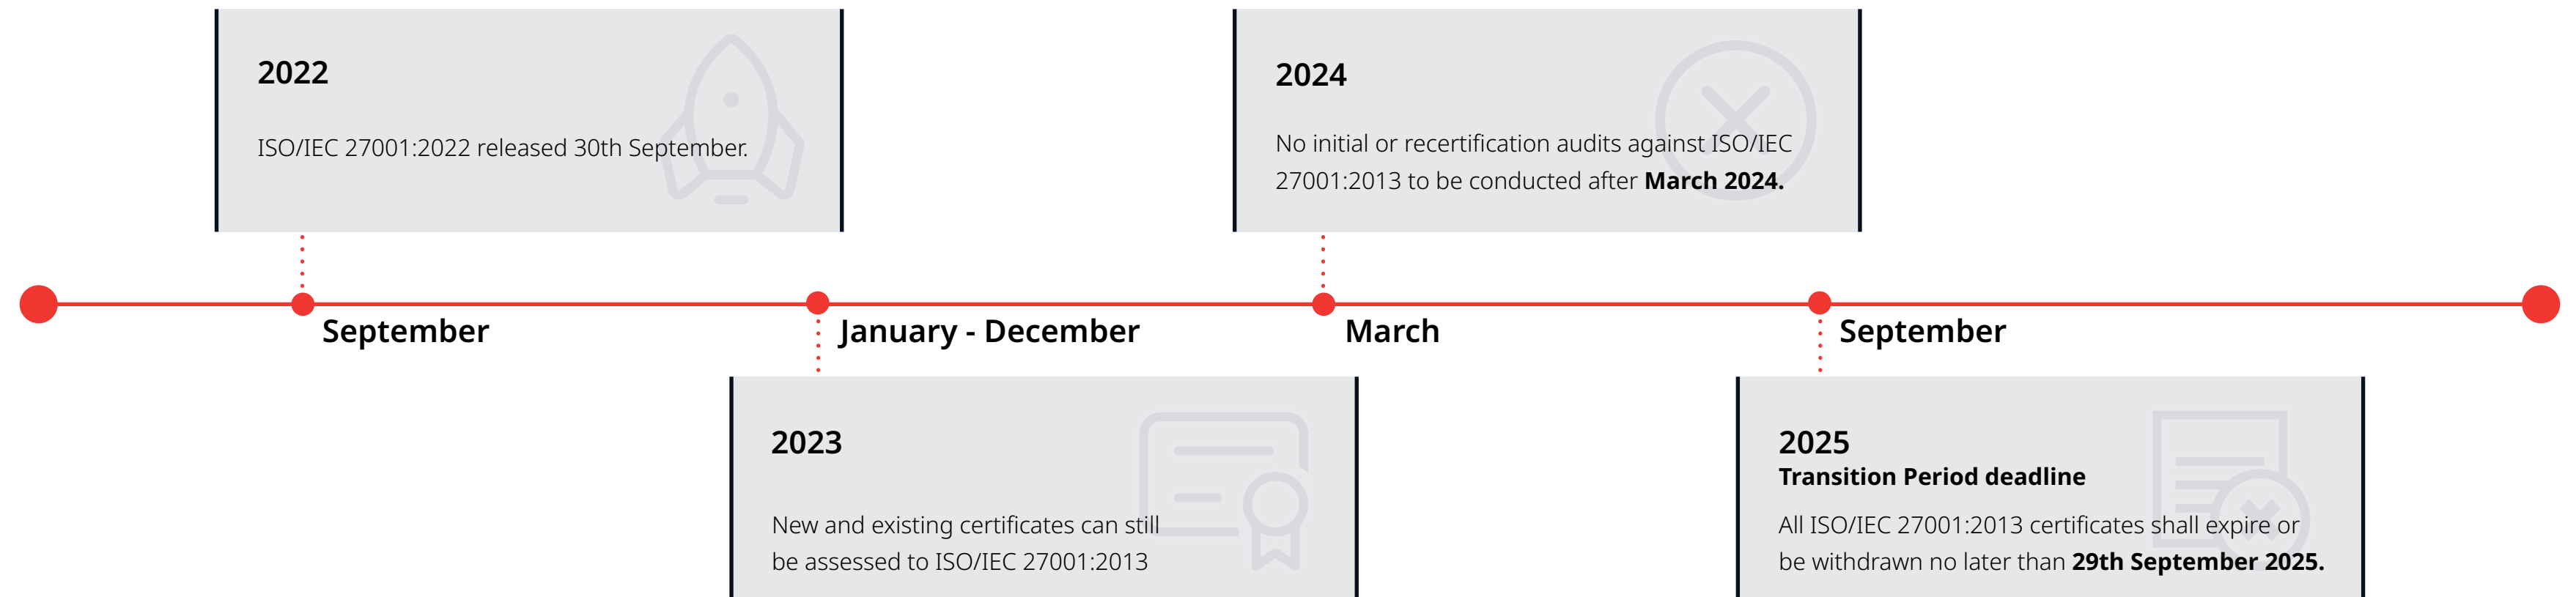 2022
ISO/IEC 27001:2022 released 30th September.
2024
No initial or recertification audits against ISO/IEC
27001:2013 to be conducted after March 2024.
September
January - December
March
September
2023
New and existing certificates can still
be assessed to ISO/IEC 27001:2013
2025
Transition Period deadline
All ISO/IEC 27001:2013 certificates shall expire or
be withdrawn no later than 29th September 2025.